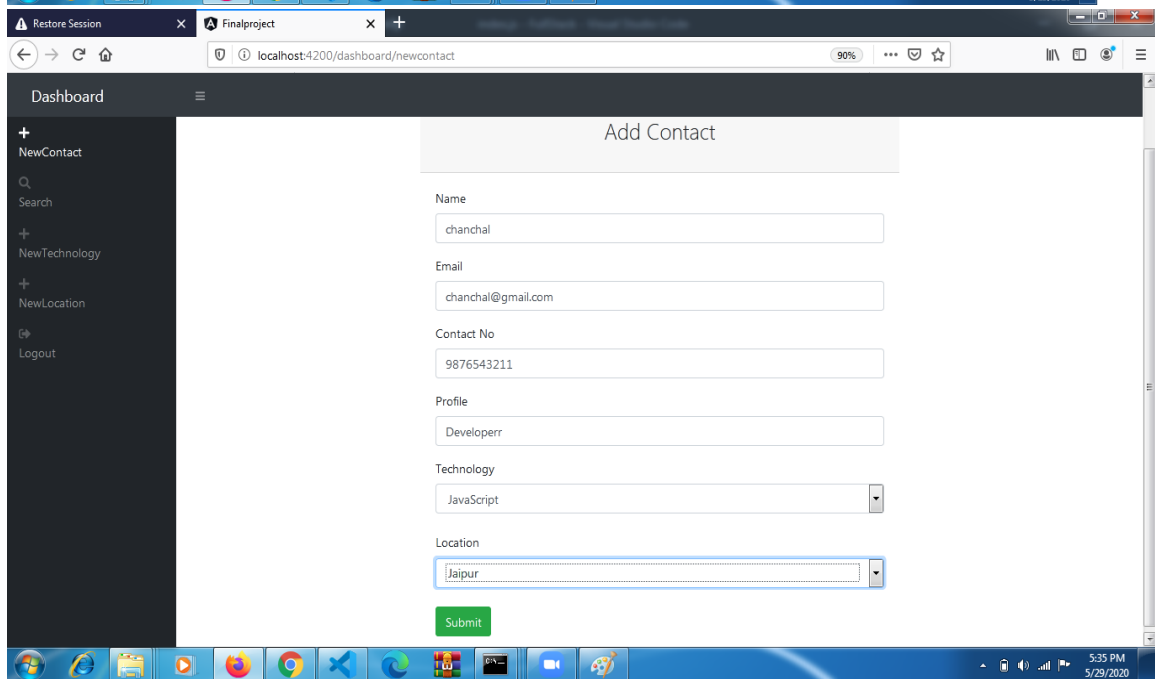 Restore Session
Finalproject
localhost:4200/dashboard/newcontact
90%
Dashboard
NewContact
Search
NewTechnology
NewLocation
Logout
Add Contact
Name
chanchal
Email
chanchal@gmail.com
Contact No
9876543211
Profile
Developerr
Technology
JavaScript
Location
Jaipur
Submit
5:35 PM
5/29/2020